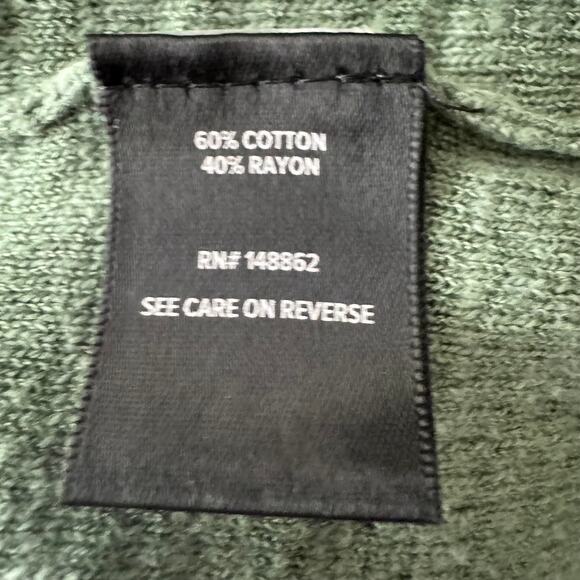 60% COTTON
40% RAYON
RN# 148862
SEE CARE ON REVERSE